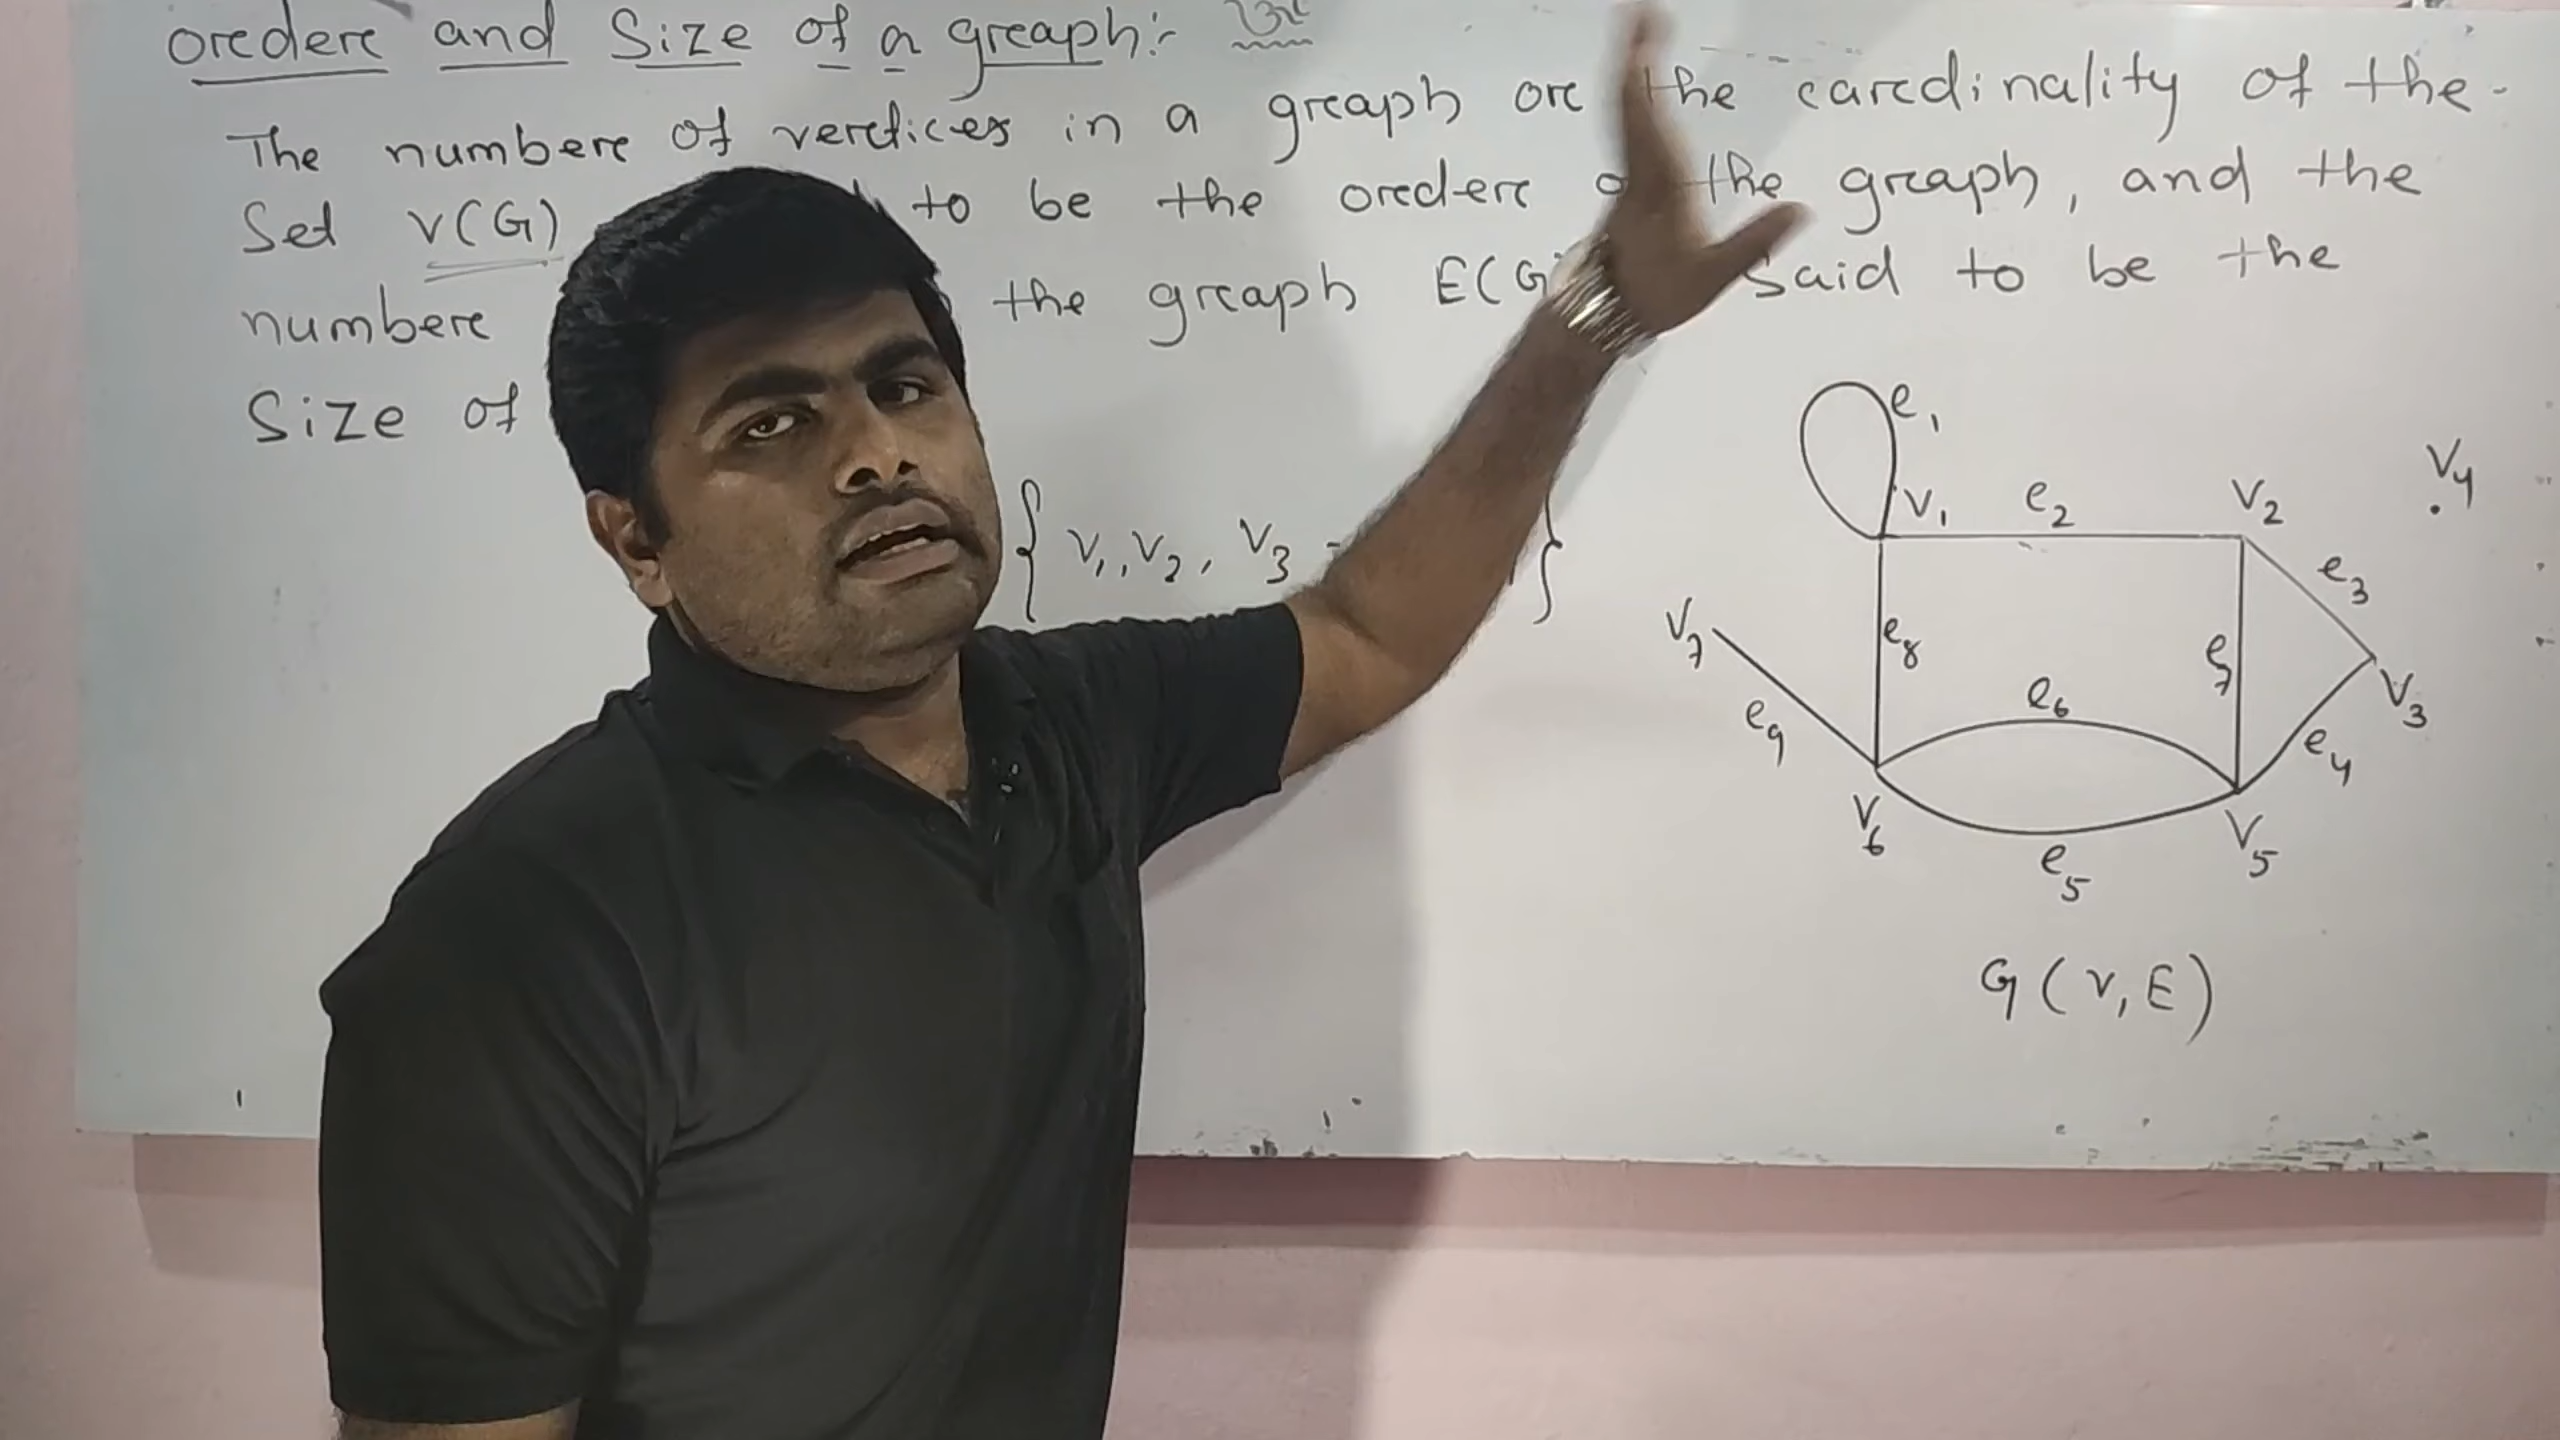 order and Size of a graph:-
The number of vertices in a graph or the cardinality of the
Set V(G) to be the order the graph, and the
number the graph E(G said to be the
Size of
{ V1, V2, V3 }
e1
V1 e2 V2 V4
e3
V7 e8 e7
e6 V3
e9 e4
V6 V5
e5
G(V,E)